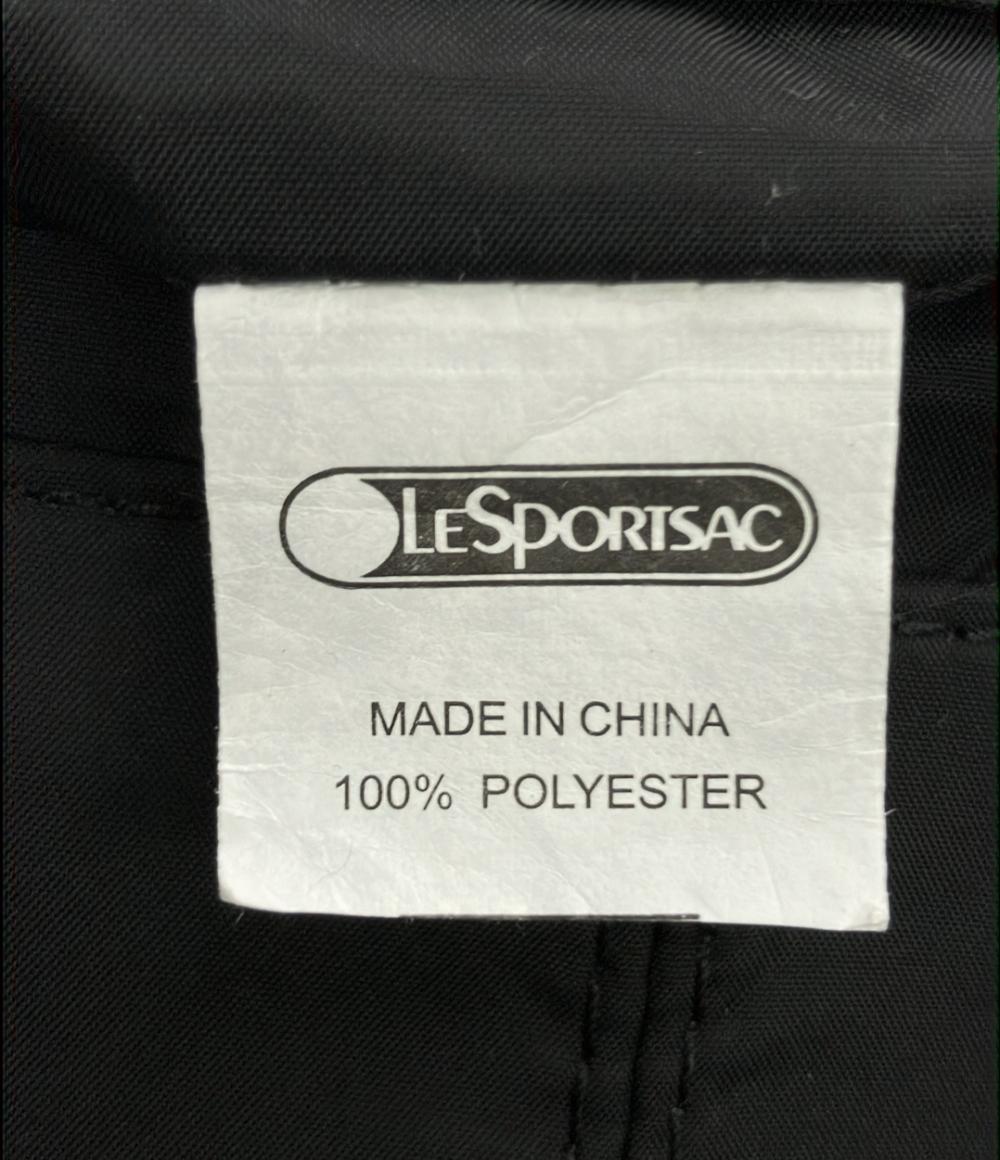 LESPORTSAC
MADE IN CHINA
100% POLYESTER